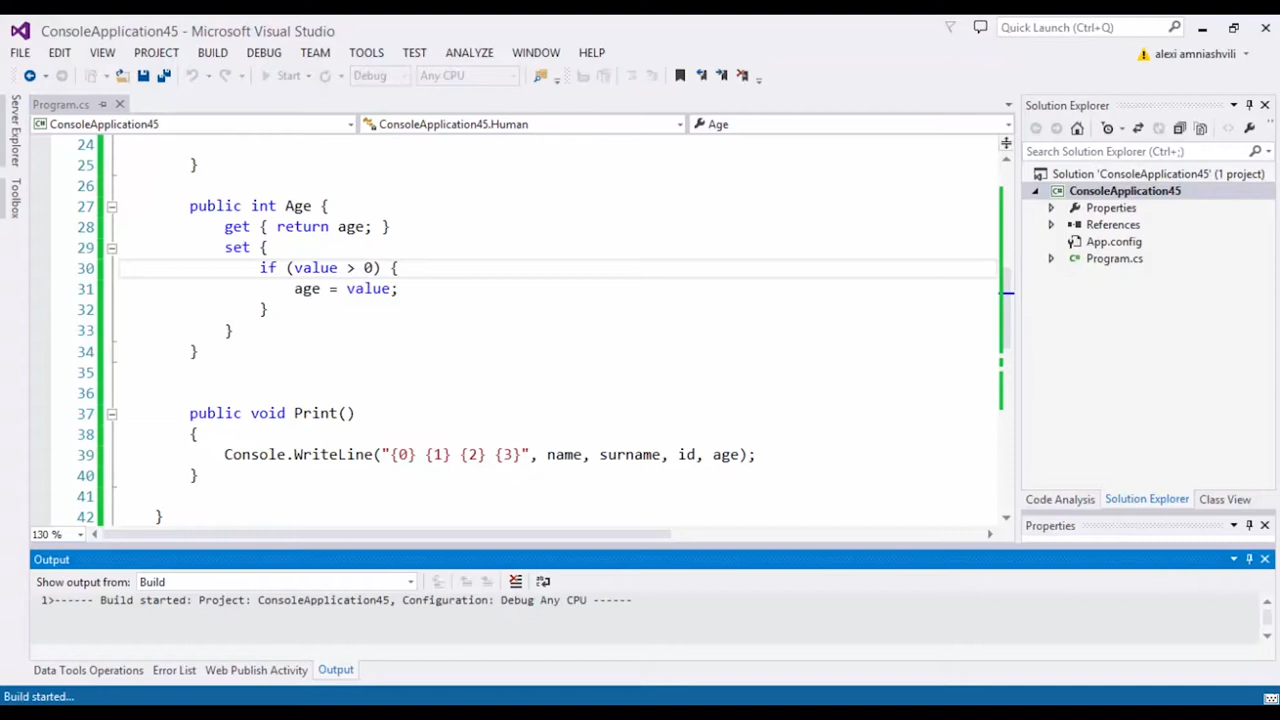 ConsoleApplication45 - Microsoft Visual Studio
Quick Launch (Ctrl+Q)
FILE EDIT VIEW PROJECT BUILD DEBUG TEAM TOOLS TEST ANALYZE WINDOW HELP
alexi amniashvili
Start Debug Any CPU
Server Explorer
Toolbox
Program.cs
ConsoleApplication45 ConsoleApplication45.Human Age
24
25 }
26
27 public int Age {
28 get { return age; }
29 set {
30 if (value > 0) {
31 age = value;
32 }
33 }
34 }
35
36
37 public void Print()
38 {
39 Console.WriteLine("{0} {1} {2} {3}", name, surname, id, age);
40 }
41
42 }
130 %
Solution Explorer
Search Solution Explorer (Ctrl+;)
Solution 'ConsoleApplication45' (1 project)
ConsoleApplication45
Properties
References
App.config
Program.cs
Code Analysis Solution Explorer Class View
Properties
Output
Show output from: Build
1>------ Build started: Project: ConsoleApplication45, Configuration: Debug Any CPU ------
Data Tools Operations Error List Web Publish Activity Output
Build started...